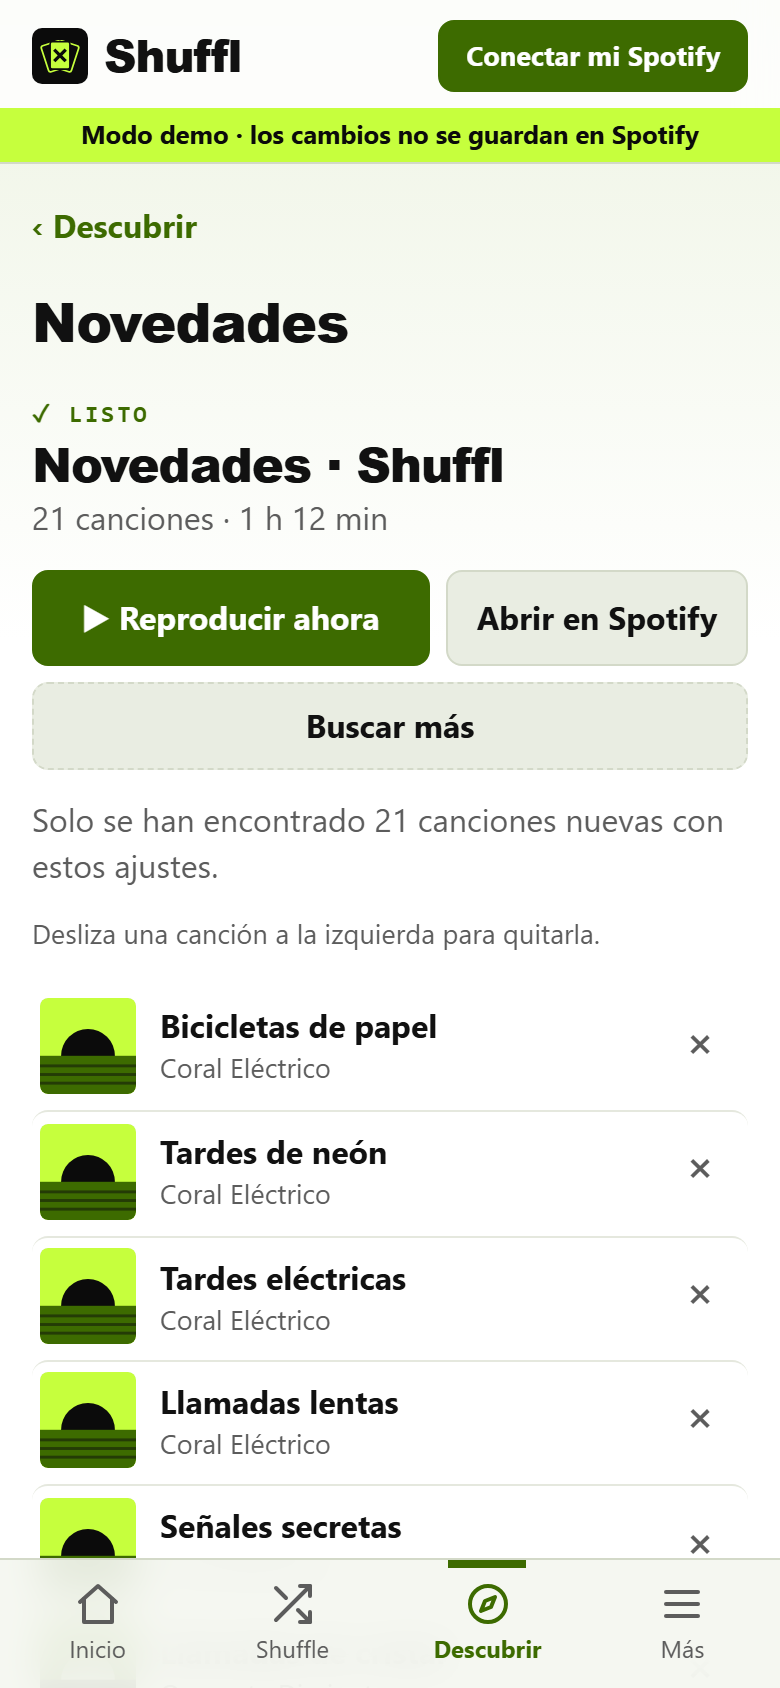 Shuffl
Conectar mi Spotify
Modo demo · los cambios no se guardan en Spotify
‹ Descubrir
Novedades
✓ LISTO
Novedades · Shuffl
21 canciones · 1 h 12 min
▶ Reproducir ahora
Abrir en Spotify
Buscar más
Solo se han encontrado 21 canciones nuevas con
estos ajustes.
Desliza una canción a la izquierda para quitarla.
Bicicletas de papel
Coral Eléctrico
Tardes de neón
Coral Eléctrico
Tardes eléctricas
Coral Eléctrico
Llamadas lentas
Coral Eléctrico
Señales secretas
Inicio
Shuffle
Descubrir
Más